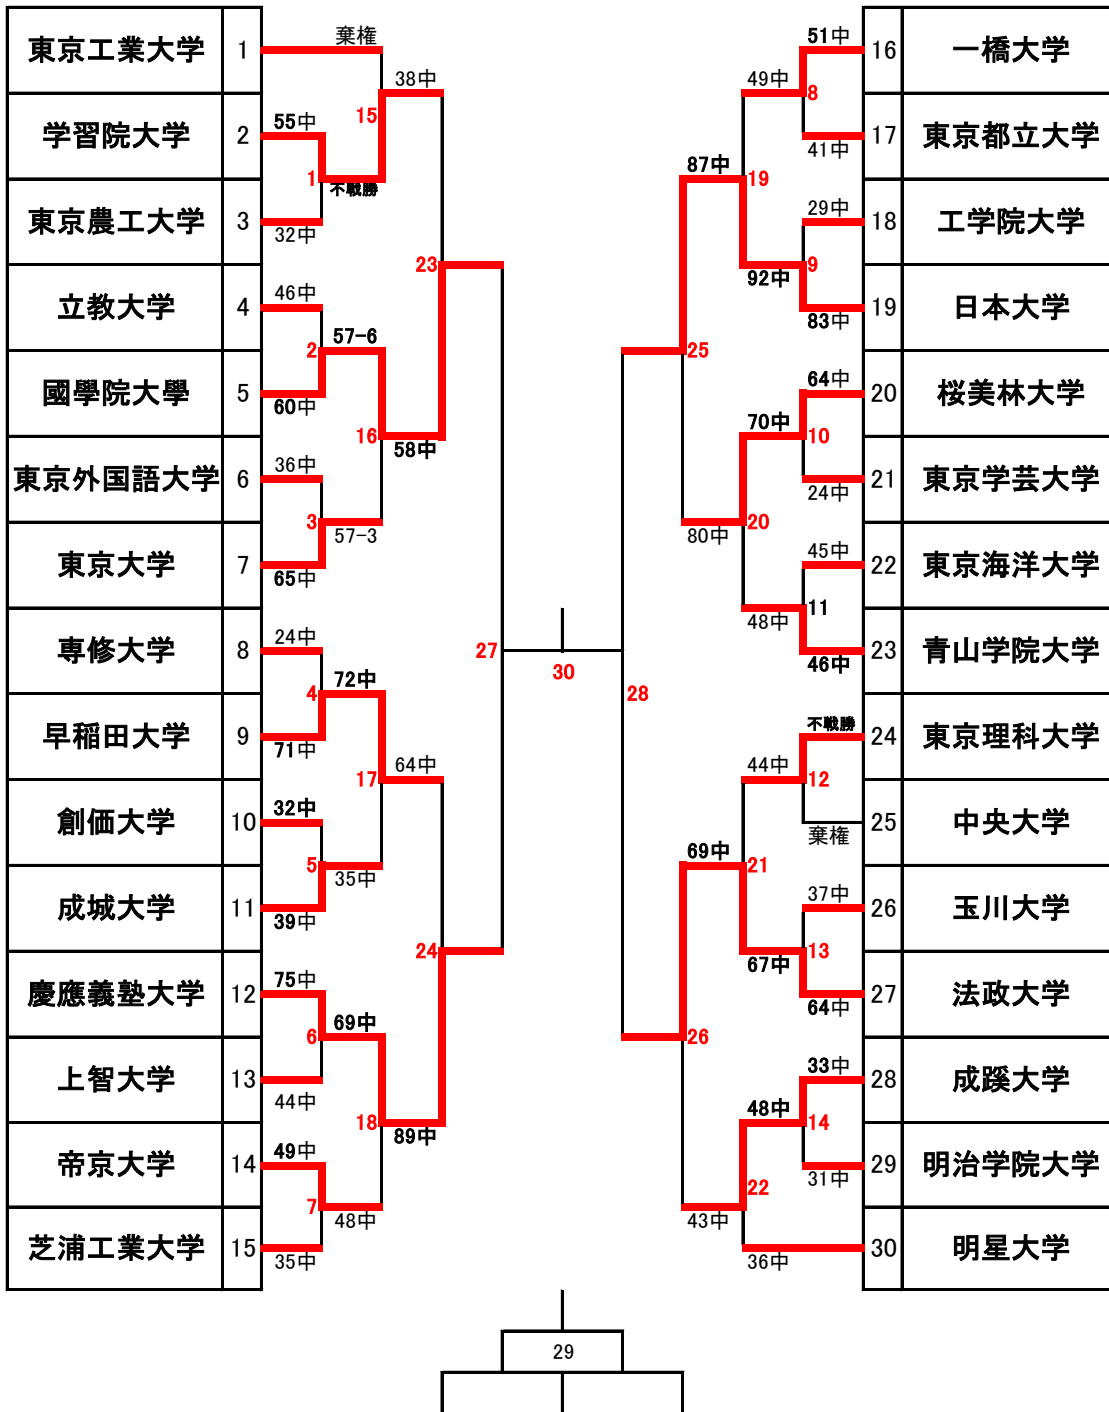 東京工業大学 1 棄権 51中 16 一橋大学
38中 49中 8
15
学習院大学 2 55中 17 東京都立大学
41中
1 不戦勝 87中 19
東京農工大学 3 32中 29中 18 工学院大学
23 9
92中
立教大学 4 46中 83中 19 日本大学
57-6
2 25
國學院大學 5 60中 64中 20 桜美林大学
70中
16 58中 10
東京外国語大学 6 36中 24中 21 東京学芸大学
3 57-3 80中 20
東京大学 7 65中 45中 22 東京海洋大学
11
48中
専修大学 8 24中 27 30 46中 23 青山学院大学
72中
4 28
不戦勝
早稲田大学 9 71中 24 東京理科大学
64中 44中
17 12
創価大学 10 32中 棄権 25 中央大学
69中
5 35中 21
成城大学 11 39中 37中 26 玉川大学
24 13
67中
慶應義塾大学 12 75中 64中 27 法政大学
69中
6 26
上智大学 13 44中 33中 28 成蹊大学
48中
18 89中 14
帝京大学 14 49中 31中 29 明治学院大学
22
7 48中 43中
芝浦工業大学 15 35中 36中 30 明星大学
29